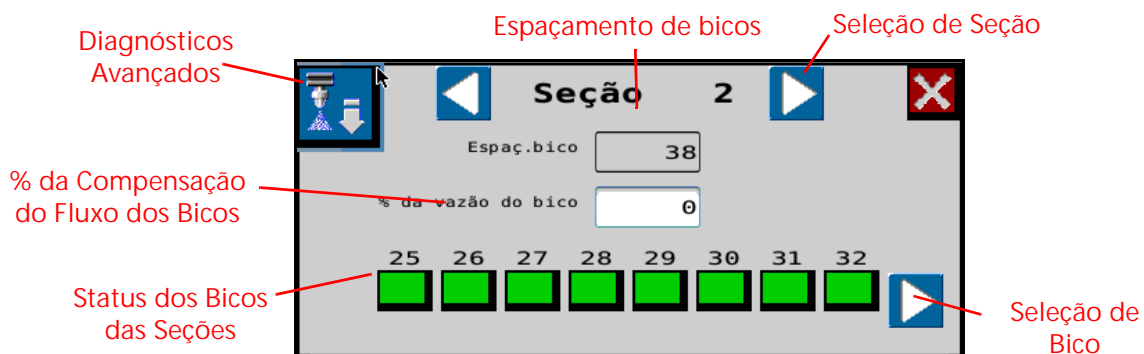 Espaçamento de bicos
Seleção de Seção
Diagnósticos
Avançados
Seção 2
Espaç.bico 38
% da Compensação
do Fluxo dos Bicos
% da vazão do bico 0
25 26 27 28 29 30 31 32
Status dos Bicos
das Seções
Seleção de
Bico